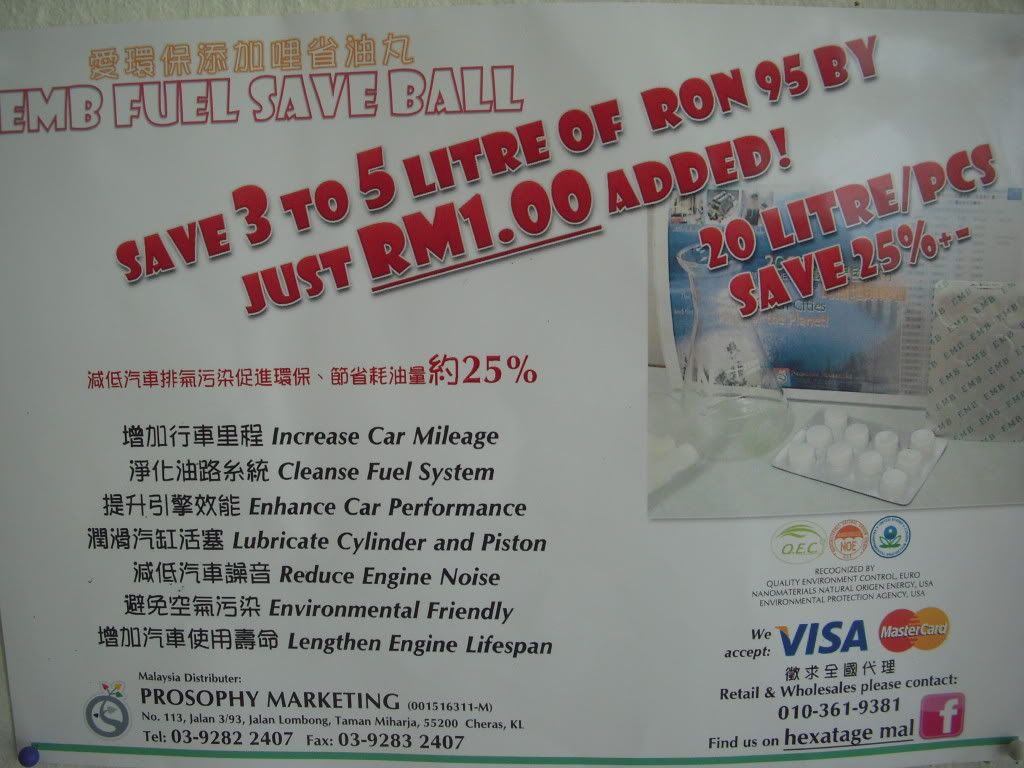 愛環保添加哩省油丸
EMB FUEL SAVE BALL
SAVE 3 TO 5 LITRE OF RON 95 BY
JUST RM1.00 ADDED!
20 LITRE/PCS
SAVE 25%+-
Cities
Planet!
EMB EMB EMB
減低汽車排氣污染促進環保、節省耗油量約25%
增加行車里程 Increase Car Mileage
淨化油路系統 Cleanse Fuel System
提升引擎效能 Enhance Car Performance
潤滑汽缸活塞 Lubricate Cylinder and Piston
減低汽車譟音 Reduce Engine Noise
避免空氣污染 Environmental Friendly
增加汽車使用壽命 Lengthen Engine Lifespan
Q.E.C.
NOE
RECOGNIZED BY
QUALITY ENVIRONMENT CONTROL, EURO
NANOMATERIALS NATURAL ORIGEN ENERGY, USA
ENVIRONMENTAL PROTECTION AGENCY, USA
We accept: VISA MasterCard
徵求全國代理
Retail & Wholesales please contact:
010-361-9381
Find us on hexatage mal f
Malaysia Distributer:
PROSOPHY MARKETING (001516311-M)
No. 113, Jalan 3/93, Jalan Lombong, Taman Miharja, 55200 Cheras, KL
Tel: 03-9282 2407 Fax: 03-9283 2407